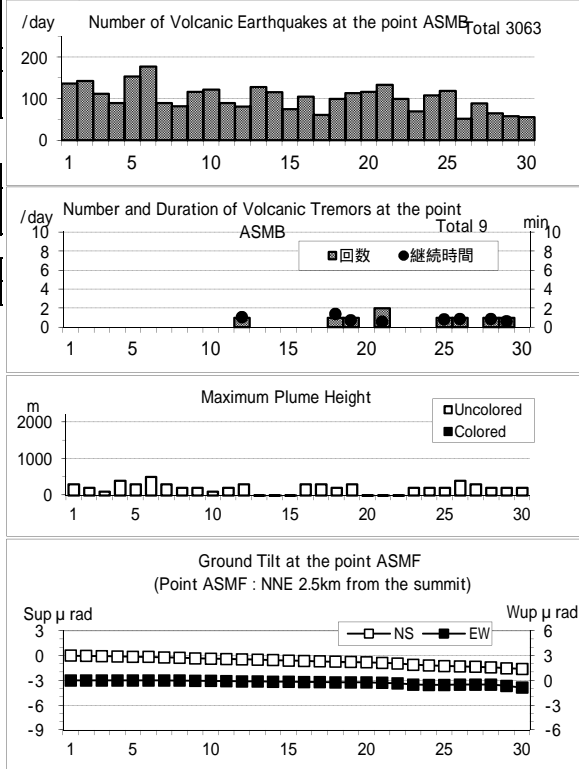 /day Number of Volcanic Earthquakes at the point ASMB Total 3063
200
100
0
1 5 10 15 20 25 30
/day Number and Duration of Volcanic Tremors at the point ASMB Total 9 min
回数 ●継続時間
10 10
8 8
6 6
4 4
2 2
0 0
1 5 10 15 20 25 30
Maximum Plume Height
m
Uncolored
Colored
2000
1000
0
1 5 10 15 20 25 30
Ground Tilt at the point ASMF
(Point ASMF : NNE 2.5km from the summit)
Sup μ rad Wup μ rad
NS EW
3 6
0 3
-3 0
-6 -3
-9 -6
1 5 10 15 20 25 30